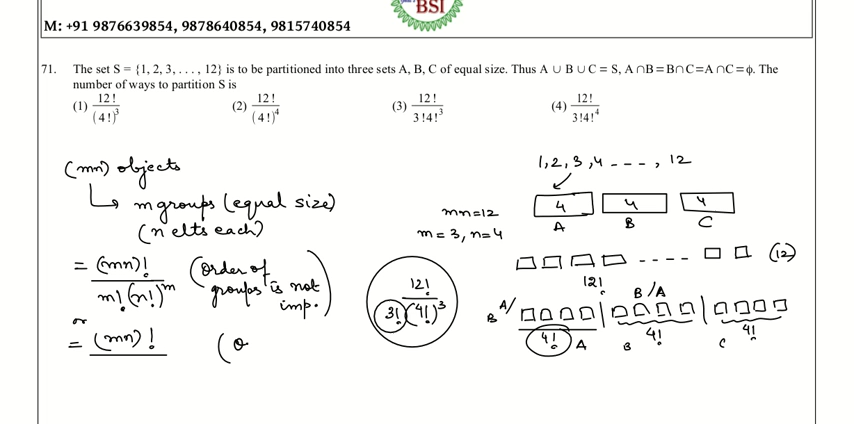 BSI
M: +91 9876639854, 9878640854, 9815740854
71. The set S = {1, 2, 3, . . . , 12} is to be partitioned into three sets A, B, C of equal size. Thus A ∪ B ∪ C = S, A ∩B = B∩C=A ∩C = ϕ. The
number of ways to partition S is
(1) 12! / (4!)³ (2) 12! / (4!)⁴ (3) 12! / 3!4!³ (4) 12! / 3!4!⁴
(mn) objects
↳ m groups (equal size)
(n elts each)
= (mn)! / m!(n!)ᵐ (order of groups is not imp.)
or
= (mn)! (o
mn=12
m = 3, n=4
12! / 3!(4!)³
1,2,3,4 - - - , 12
4 4 4
A B C
- - - - (12)
12!
B/A
B A/
4! A 4! B 4! C